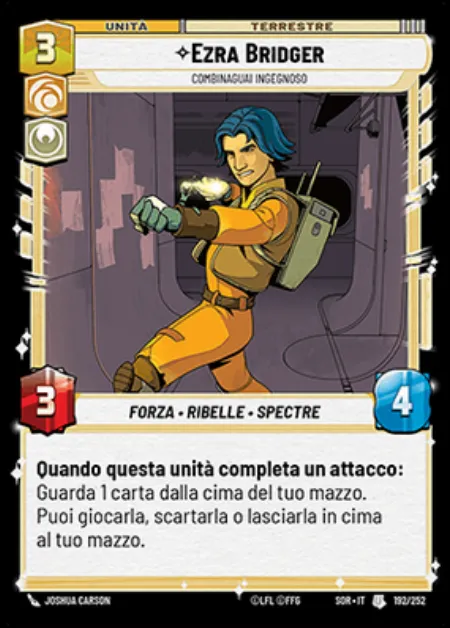 3
UNITÀ
TERRESTRE
✧EZRA BRIDGER
COMBINAGUAI INGEGNOSO
3
FORZA • RIBELLE • SPECTRE
4
Quando questa unità completa un attacco:
Guarda 1 carta dalla cima del tuo mazzo.
Puoi giocarla, scartarla o lasciarla in cima
al tuo mazzo.
JOSHUA CARSON
©LFL ©FFG
SOR • IT
192/252